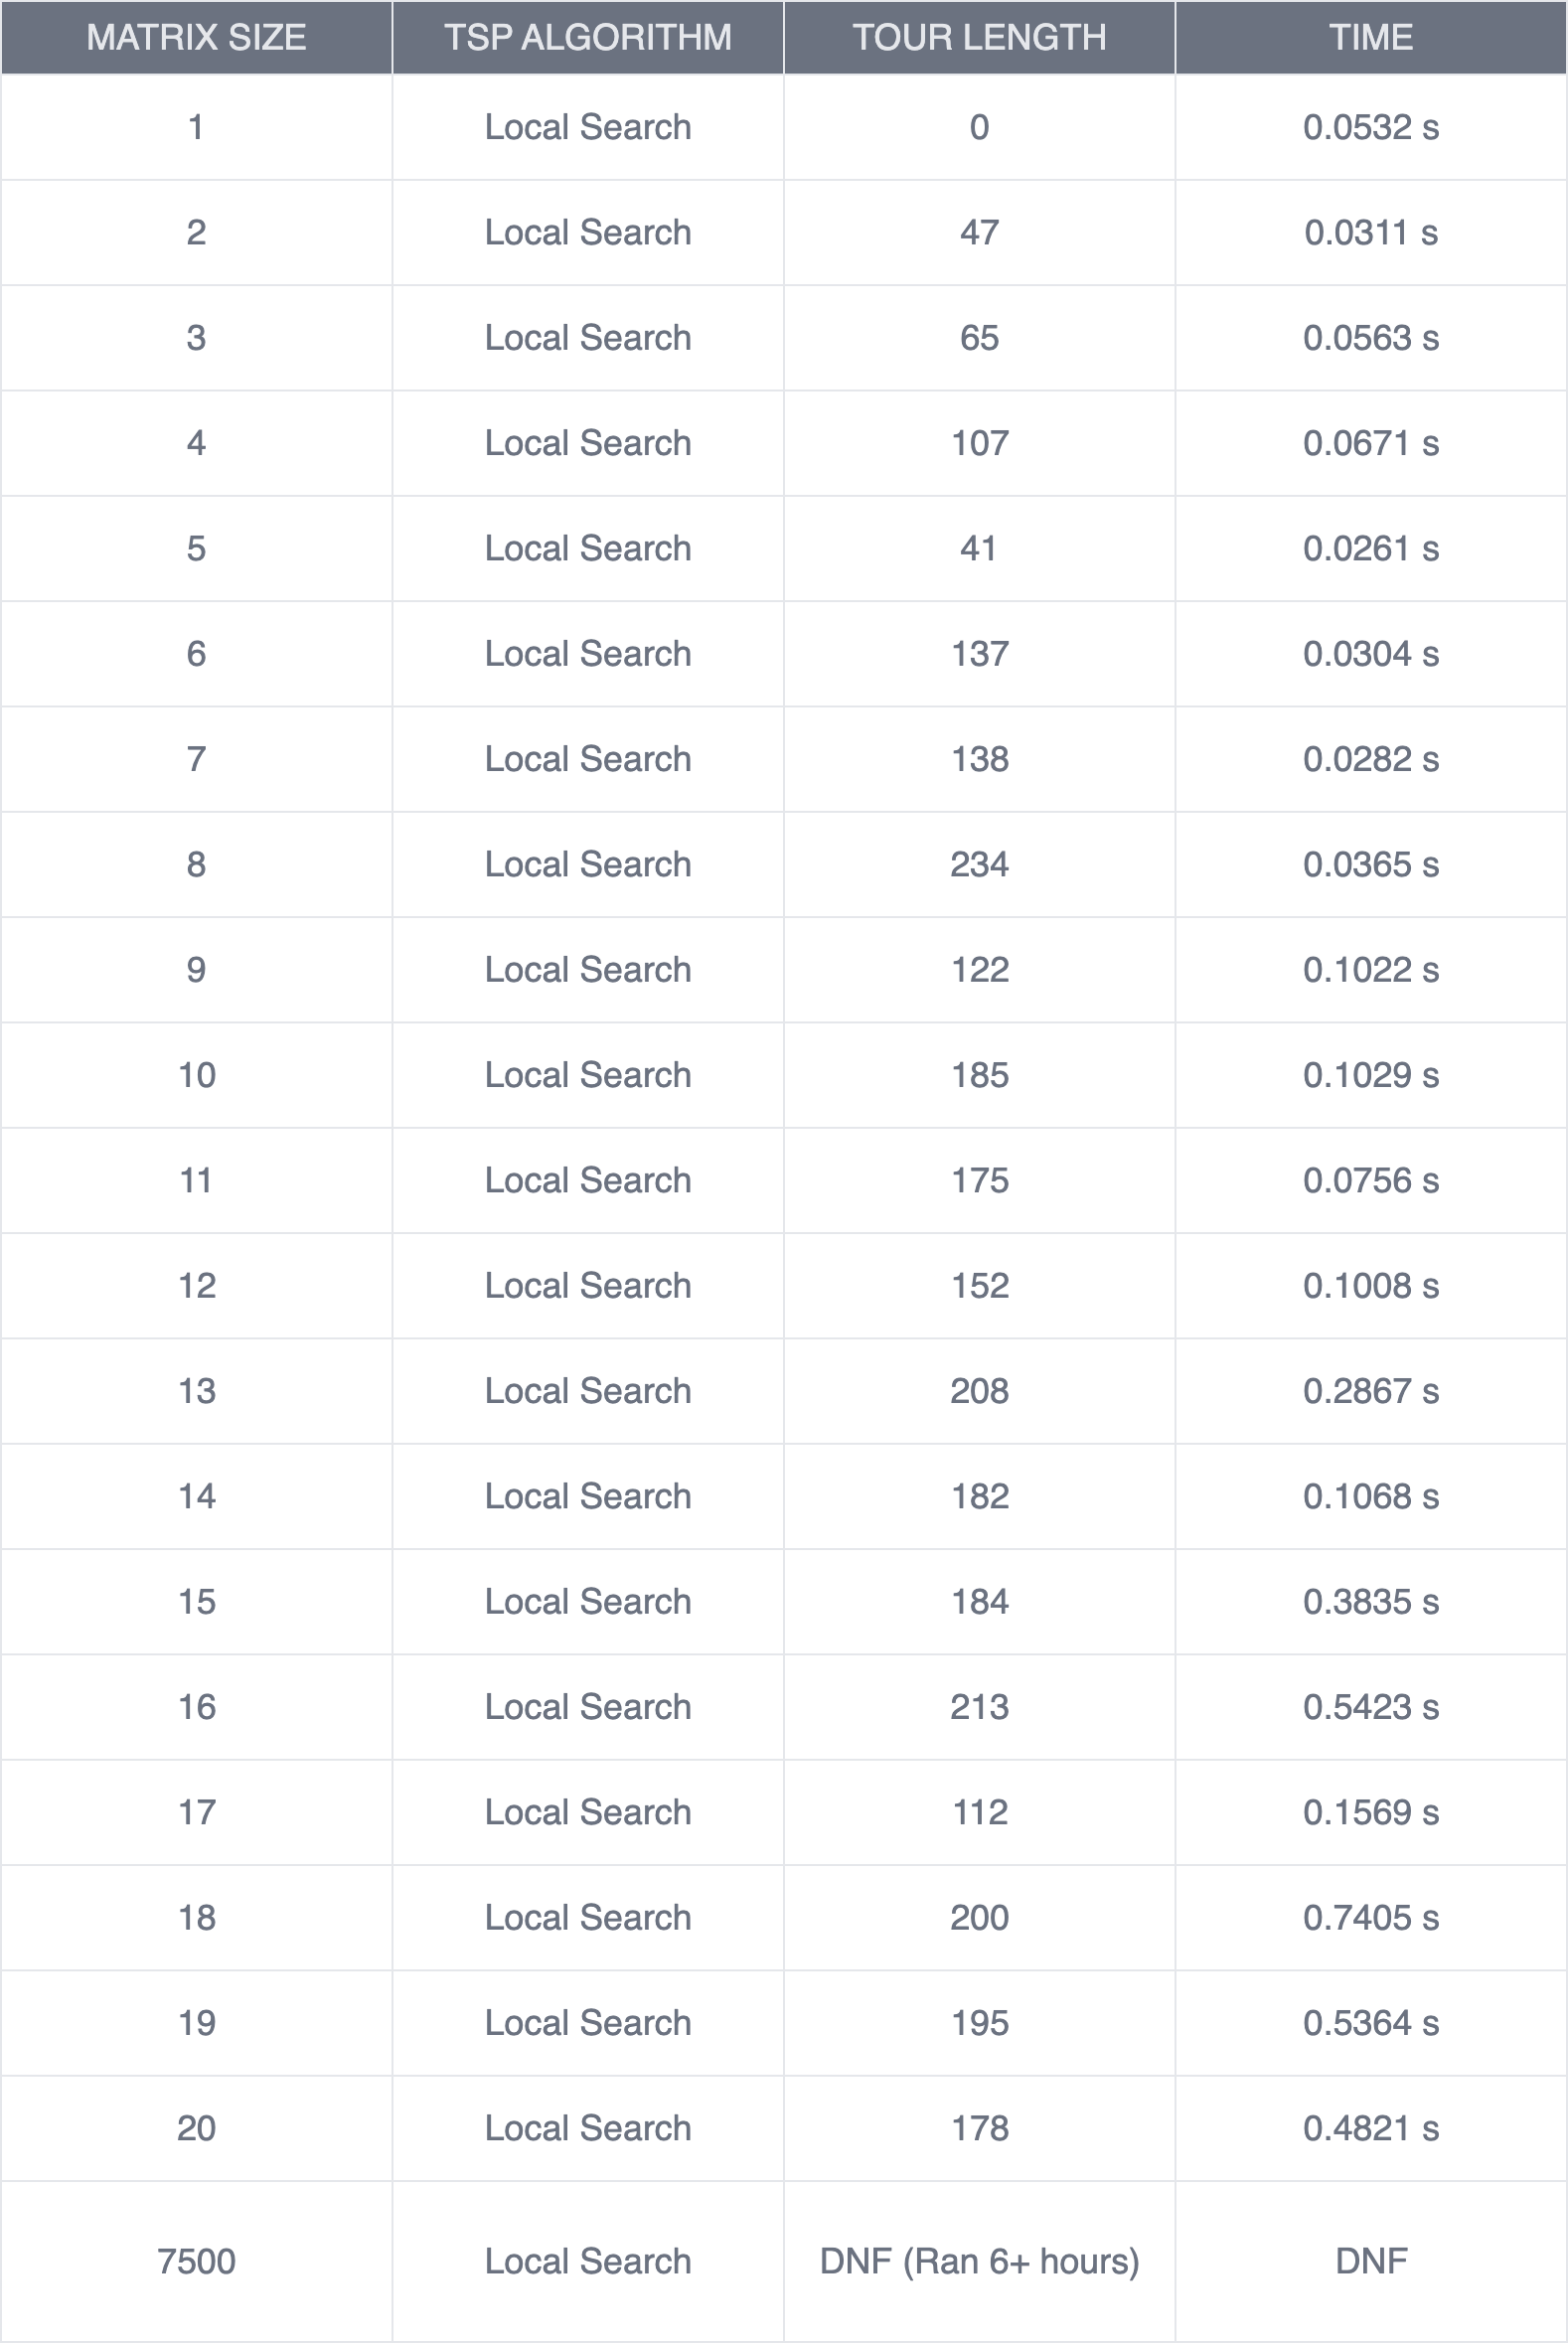 MATRIX SIZE TSP ALGORITHM TOUR LENGTH TIME
1 Local Search 0 0.0532 s
2 Local Search 47 0.0311 s
3 Local Search 65 0.0563 s
4 Local Search 107 0.0671 s
5 Local Search 41 0.0261 s
6 Local Search 137 0.0304 s
7 Local Search 138 0.0282 s
8 Local Search 234 0.0365 s
9 Local Search 122 0.1022 s
10 Local Search 185 0.1029 s
11 Local Search 175 0.0756 s
12 Local Search 152 0.1008 s
13 Local Search 208 0.2867 s
14 Local Search 182 0.1068 s
15 Local Search 184 0.3835 s
16 Local Search 213 0.5423 s
17 Local Search 112 0.1569 s
18 Local Search 200 0.7405 s
19 Local Search 195 0.5364 s
20 Local Search 178 0.4821 s
7500 Local Search DNF (Ran 6+ hours) DNF